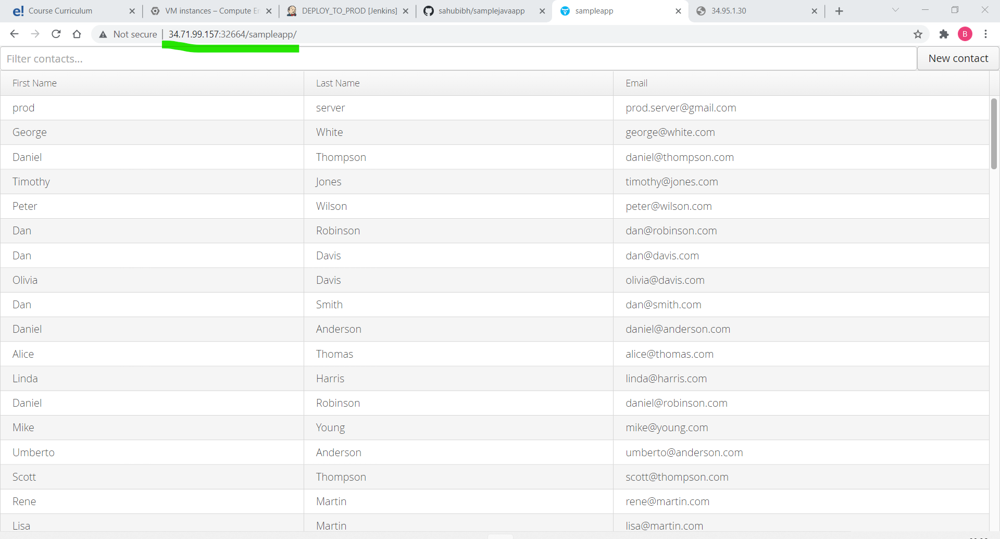 e! Course Curriculum VM instances – Compute En DEPLOY_TO_PROD [Jenkins] sahubibh/samplejavaapp sampleapp 34.95.1.30
Not secure 34.71.99.157:32664/sampleapp/ B
Filter contacts... New contact
First Name Last Name Email
prod server prod.server@gmail.com
George White george@white.com
Daniel Thompson daniel@thompson.com
Timothy Jones timothy@jones.com
Peter Wilson peter@wilson.com
Dan Robinson dan@robinson.com
Dan Davis dan@davis.com
Olivia Davis olivia@davis.com
Dan Smith dan@smith.com
Daniel Anderson daniel@anderson.com
Alice Thomas alice@thomas.com
Linda Harris linda@harris.com
Daniel Robinson daniel@robinson.com
Mike Young mike@young.com
Umberto Anderson umberto@anderson.com
Scott Thompson scott@thompson.com
Rene Martin rene@martin.com
Lisa Martin lisa@martin.com